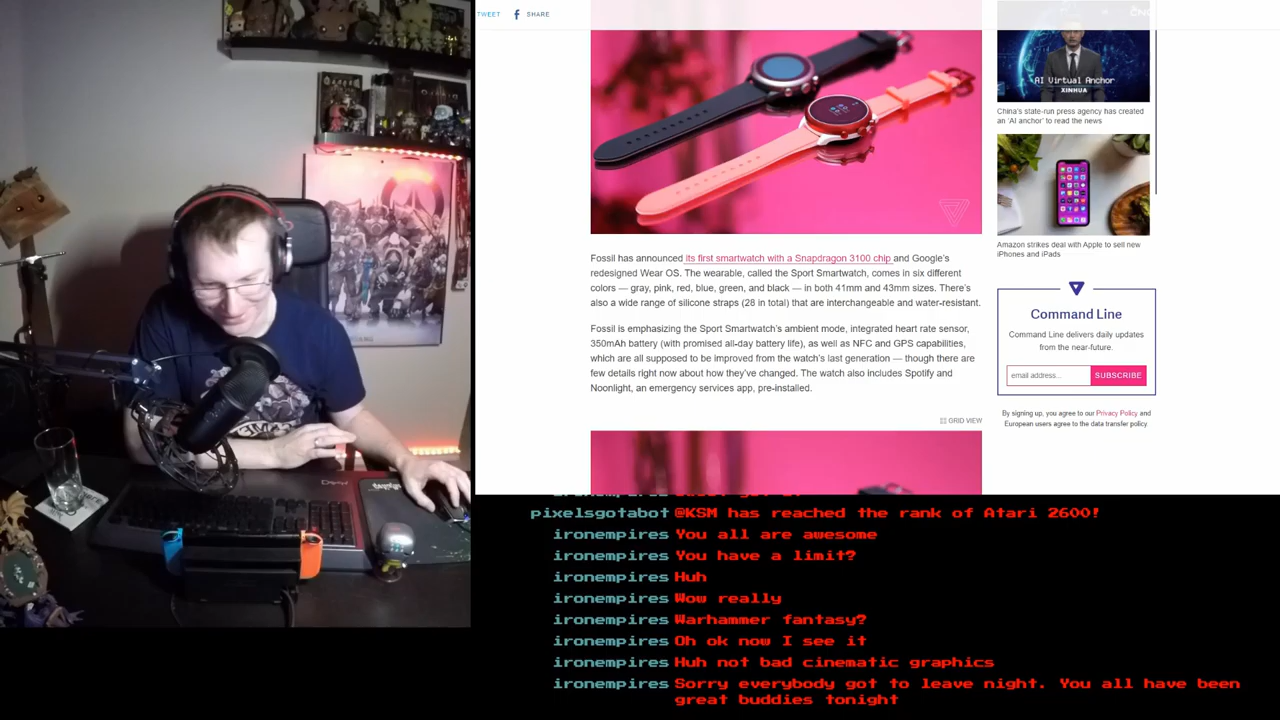 TWEET
SHARE
AI Virtual Anchor
XINHUA
China's state-run press agency has created
an 'AI anchor' to read the news
Amazon strikes deal with Apple to sell new
iPhones and iPads
Fossil has announced its first smartwatch with a Snapdragon 3100 chip and Google's
redesigned Wear OS. The wearable, called the Sport Smartwatch, comes in six different
colors — gray, pink, red, blue, green, and black — in both 41mm and 43mm sizes. There's
also a wide range of silicone straps (28 in total) that are interchangeable and water-resistant.
Fossil is emphasizing the Sport Smartwatch's ambient mode, integrated heart rate sensor,
350mAh battery (with promised all-day battery life), as well as NFC and GPS capabilities,
which are all supposed to be improved from the watch's last generation — though there are
few details right now about how they've changed. The watch also includes Spotify and
Noonlight, an emergency services app, pre-installed.
GRID VIEW
Command Line
Command Line delivers daily updates
from the near-future.
email address...
SUBSCRIBE
By signing up, you agree to our Privacy Policy and
European users agree to the data transfer policy.
pixelsgotabot @KSM has reached the rank of Atari 2600!
ironempires You all are awesome
ironempires You have a limit?
ironempires Huh
ironempires Wow really
ironempires Warhammer fantasy?
ironempires Oh ok now I see it
ironempires Huh not bad cinematic graphics
ironempires Sorry everybody got to leave night. You all have been
great buddies tonight